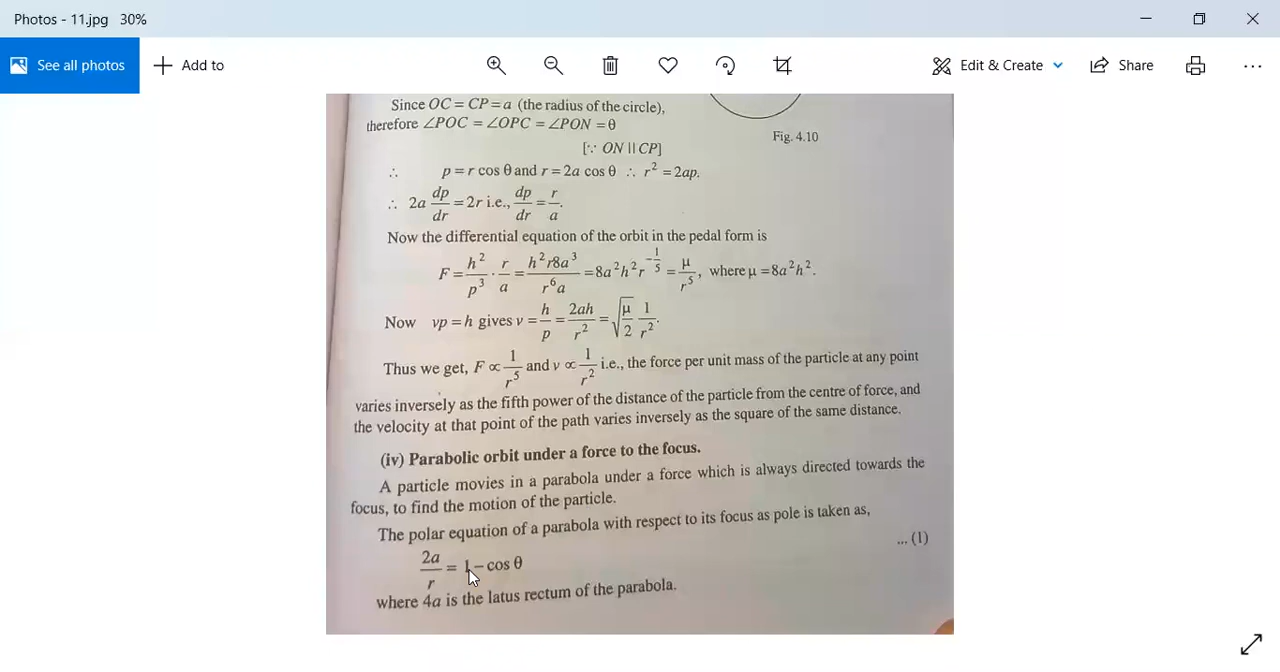 Photos - 11.jpg 30%
See all photos
Add to
Edit & Create
Share
Since OC = CP = a (the radius of the circle),
therefore ∠POC = ∠OPC = ∠PON = θ
Fig. 4.10
[∵ ON || CP]
∴ p = r cos θ and r = 2a cos θ ∴ r² = 2ap.
∴ 2a dp/dr = 2r i.e., dp/dr = r/a.
Now the differential equation of the orbit in the pedal form is
F = h²/p³ · r/a = h²r8a³/r⁶a = 8a²h²r^(-1/5) = μ/r⁵, where μ = 8a²h².
Now vp = h gives v = h/p = 2ah/r² = √(μ/2) 1/r².
Thus we get, F ∝ 1/r⁵ and v ∝ 1/r² i.e., the force per unit mass of the particle at any point
varies inversely as the fifth power of the distance of the particle from the centre of force, and
the velocity at that point of the path varies inversely as the square of the same distance.
(iv) Parabolic orbit under a force to the focus.
A particle movies in a parabola under a force which is always directed towards the
focus, to find the motion of the particle.
The polar equation of a parabola with respect to its focus as pole is taken as,
2a/r = 1 − cos θ ... (1)
where 4a is the latus rectum of the parabola.